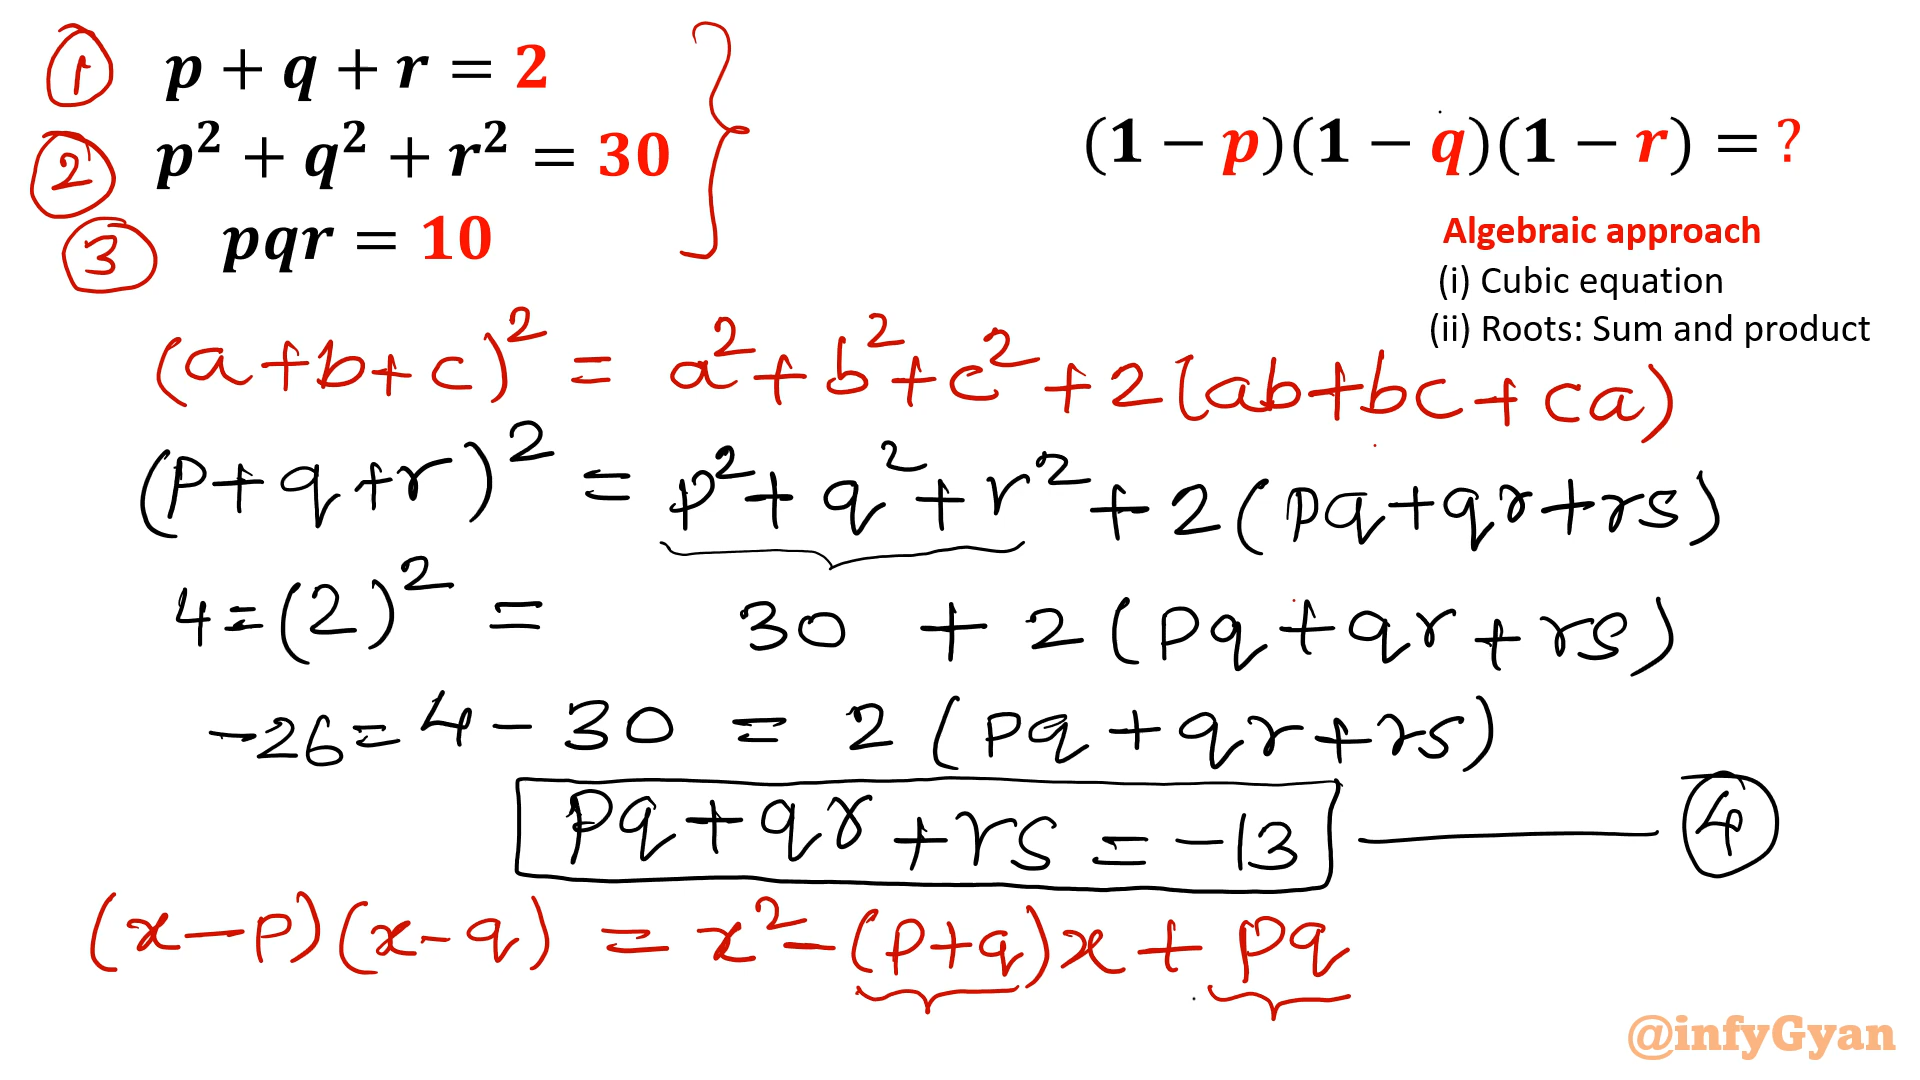 ① p + q + r = 2
② p² + q² + r² = 30
③ pqr = 10
(1 − p)(1 − q)(1 − r) = ?
Algebraic approach
(i) Cubic equation
(ii) Roots: Sum and product
(a+b+c)² = a²+b²+c²+2(ab+bc+ca)
(p+q+r)² = p²+q²+r²+2(pq+qr+rs)
4=(2)² = 30 + 2(pq+qr+rs)
-26=4-30 = 2(pq+qr+rs)
pq+qr+rs=-13 ④
(x-p)(x-q) = x²-(p+q)x+pq
@infyGyan